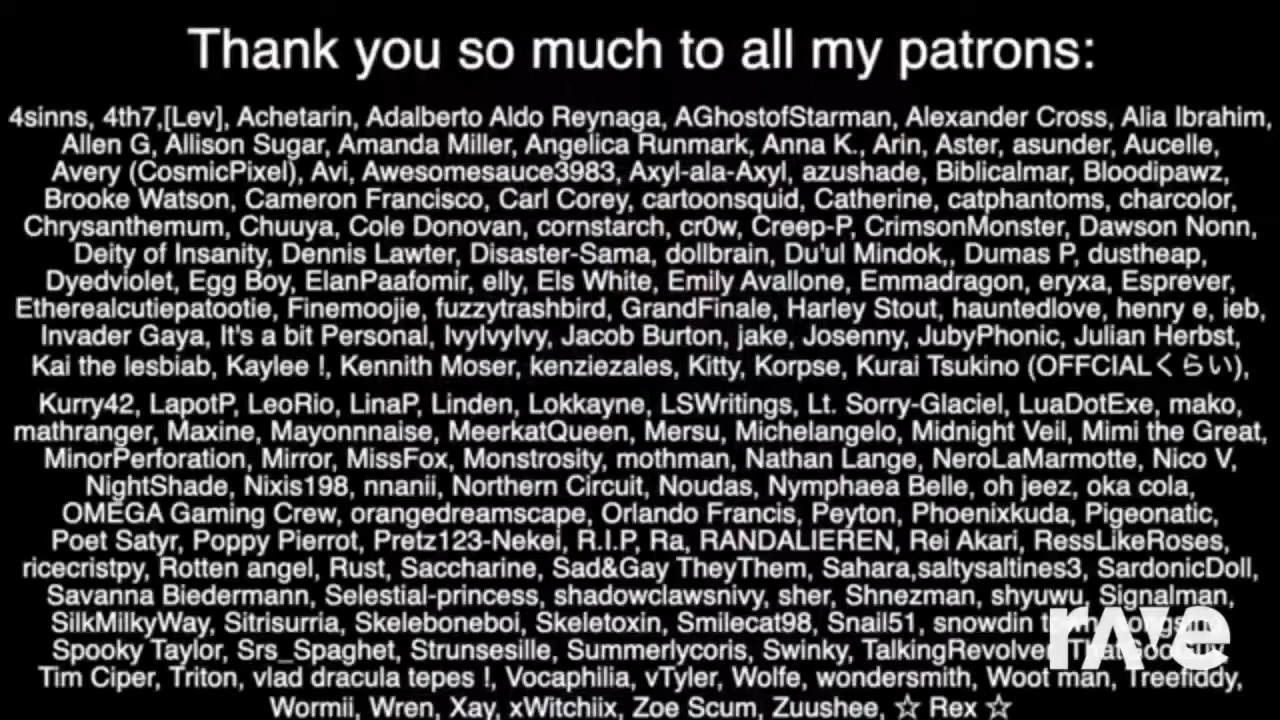 Thank you so much to all my patrons:
4sinns, 4th7,[Lev], Achetarin, Adalberto Aldo Reynaga, AGhostofStarman, Alexander Cross, Alia Ibrahim,
Allen G, Allison Sugar, Amanda Miller, Angelica Runmark, Anna K., Arin, Aster, asunder, Aucelle,
Avery (CosmicPixel), Avi, Awesomesauce3983, Axyl-ala-Axyl, azushade, Biblicalmar, Bloodipawz,
Brooke Watson, Cameron Francisco, Carl Corey, cartoonsquid, Catherine, catphantoms, charcolor,
Chrysanthemum, Chuuya, Cole Donovan, cornstarch, cr0w, Creep-P, CrimsonMonster, Dawson Nonn,
Deity of Insanity, Dennis Lawter, Disaster-Sama, dollbrain, Du'ul Mindok,, Dumas P, dustheap,
Dyedviolet, Egg Boy, ElanPaafomir, elly, Els White, Emily Avallone, Emmadragon, eryxa, Esprever,
Etherealcutiepatootie, Finemoojie, fuzzytrashbird, GrandFinale, Harley Stout, hauntedlove, henry e, ieb,
Invader Gaya, It's a bit Personal, IvyIvyIvy, Jacob Burton, jake, Josenny, JubyPhonic, Julian Herbst,
Kai the lesbiab, Kaylee !, Kennith Moser, kenziezales, Kitty, Korpse, Kurai Tsukino (OFFCIALくらい),
Kurry42, LapotP, LeoRio, LinaP, Linden, Lokkayne, LSWritings, Lt. Sorry-Glaciel, LuaDotExe, mako,
mathranger, Maxine, Mayonnnaise, MeerkatQueen, Mersu, Michelangelo, Midnight Veil, Mimi the Great,
MinorPerforation, Mirror, MissFox, Monstrosity, mothman, Nathan Lange, NeroLaMarmotte, Nico V,
NightShade, Nixis198, nnanii, Northern Circuit, Noudas, Nymphaea Belle, oh jeez, oka cola,
OMEGA Gaming Crew, orangedreamscape, Orlando Francis, Peyton, Phoenixkuda, Pigeonatic,
Poet Satyr, Poppy Pierrot, Pretz123-Nekei, R.I.P, Ra, RANDALIEREN, Rei Akari, RessLikeRoses,
ricecristpy, Rotten angel, Rust, Saccharine, Sad&Gay TheyThem, Sahara,saltysaltines3, SardonicDoll,
Savanna Biedermann, Selestial-princess, shadowclawsnivy, sher, Shnezman, shyuwu, Signalman,
SilkMilkyWay, Sitrisurria, Skeleboneboi, Skeletoxin, Smilecat98, Snail51, snowdin
Spooky Taylor, Srs_Spaghet, Strunsesille, Summerlycoris, Swinky, TalkingRevolver,
rave
Tim Ciper, Triton, vlad dracula tepes !, Vocaphilia, vTyler, Wolfe, wondersmith, Woot man, Treefiddy,
Wormii, Wren, Xay, xWitchiix, Zoe Scum, Zuushee, ☆ Rex ☆